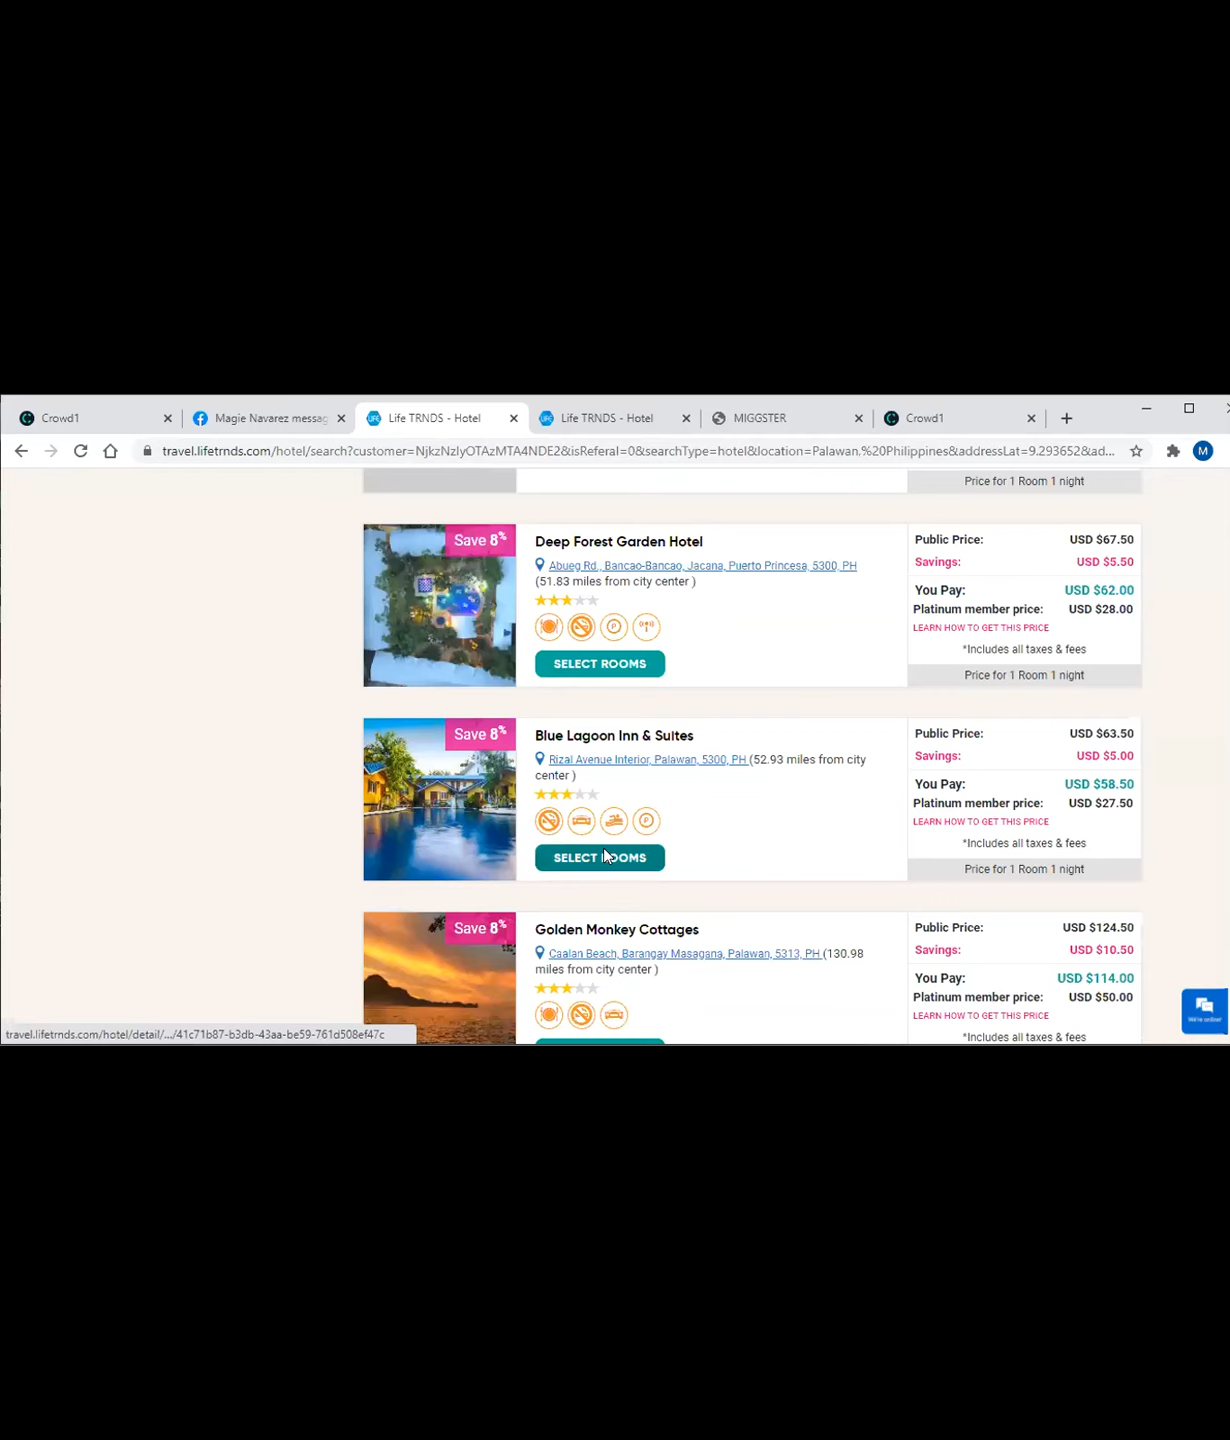 Crowd1
Magie Navarez messag
Life TRNDS - Hotel
Life TRNDS - Hotel
MIGGSTER
Crowd1
travel.lifetrnds.com/hotel/search?customer=NjkzNzIyOTAzMTA4NDE2&isReferal=0&searchType=hotel&location=Palawan.%20Philippines&addressLat=9.293652&ad...
M
Price for 1 Room 1 night
Save 8%
Deep Forest Garden Hotel
Abueg Rd., Bancao-Bancao, Jacana, Puerto Princesa, 5300, PH
(51.83 miles from city center )
SELECT ROOMS
Public Price: USD $67.50
Savings: USD $5.50
You Pay: USD $62.00
Platinum member price: USD $28.00
LEARN HOW TO GET THIS PRICE
*Includes all taxes & fees
Price for 1 Room 1 night
Save 8%
Blue Lagoon Inn & Suites
Rizal Avenue Interior, Palawan, 5300, PH (52.93 miles from city
center )
SELECT ROOMS
Public Price: USD $63.50
Savings: USD $5.00
You Pay: USD $58.50
Platinum member price: USD $27.50
LEARN HOW TO GET THIS PRICE
*Includes all taxes & fees
Price for 1 Room 1 night
Save 8%
Golden Monkey Cottages
Caalan Beach, Barangay Masagana, Palawan, 5313, PH (130.98
miles from city center )
Public Price: USD $124.50
Savings: USD $10.50
You Pay: USD $114.00
Platinum member price: USD $50.00
LEARN HOW TO GET THIS PRICE
*Includes all taxes & fees
We're online!
travel.lifetrnds.com/hotel/detail/.../41c71b87-b3db-43aa-be59-761d508ef47c